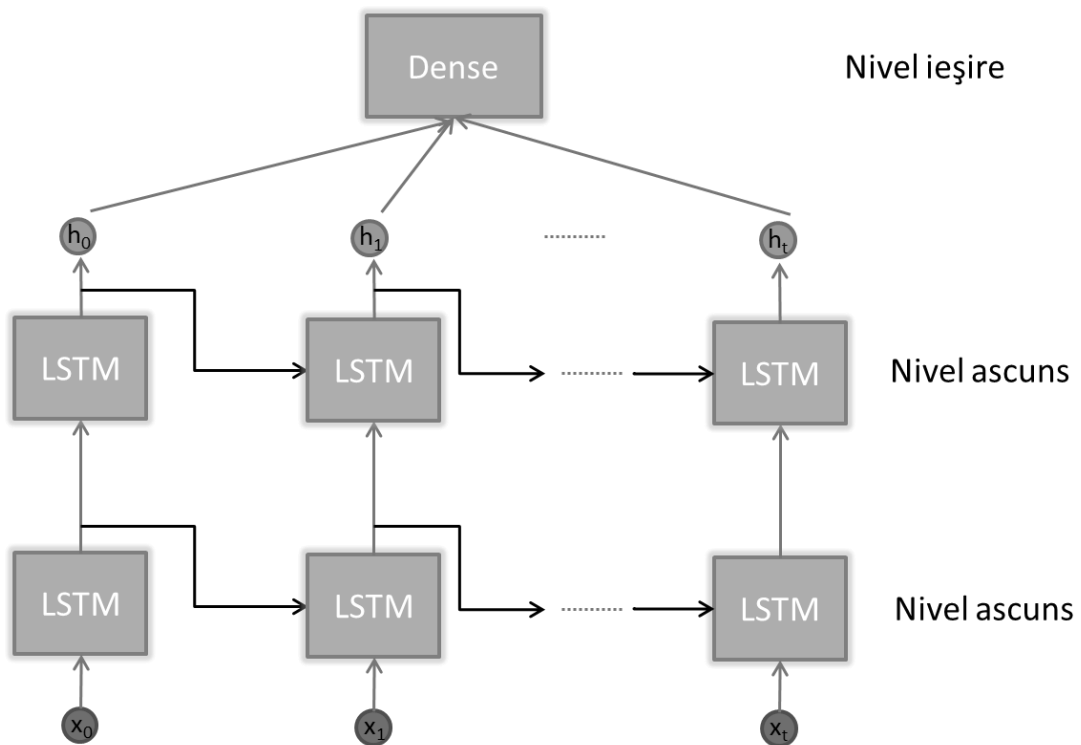 Dense Nivel ieşire
h₀ h₁ .......... hₜ
LSTM LSTM .......... LSTM Nivel ascuns
LSTM LSTM .......... LSTM Nivel ascuns
x₀ x₁ xₜ